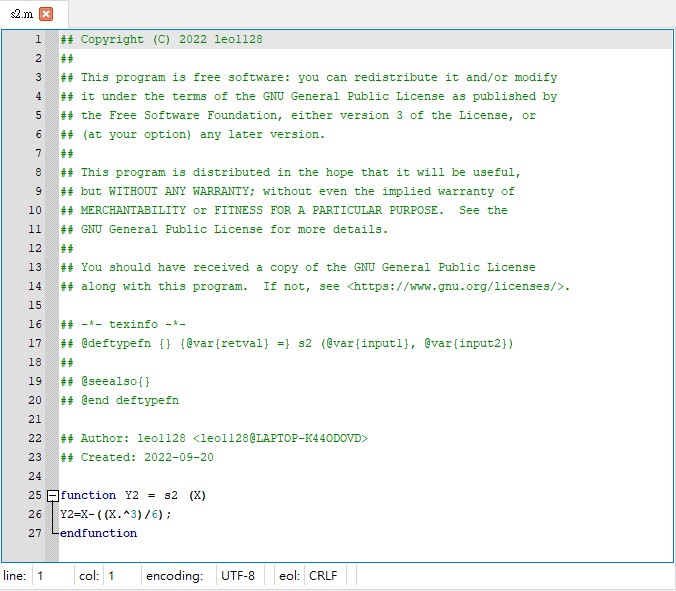 s2.m
1 ## Copyright (C) 2022 leo1128
2 ##
3 ## This program is free software: you can redistribute it and/or modify
4 ## it under the terms of the GNU General Public License as published by
5 ## the Free Software Foundation, either version 3 of the License, or
6 ## (at your option) any later version.
7 ##
8 ## This program is distributed in the hope that it will be useful,
9 ## but WITHOUT ANY WARRANTY; without even the implied warranty of
10 ## MERCHANTABILITY or FITNESS FOR A PARTICULAR PURPOSE.  See the
11 ## GNU General Public License for more details.
12 ##
13 ## You should have received a copy of the GNU General Public License
14 ## along with this program.  If not, see <https://www.gnu.org/licenses/>.
15
16 ## -*- texinfo -*-
17 ## @deftypefn {} {@var{retval} =} s2 (@var{input1}, @var{input2})
18 ##
19 ## @seealso{}
20 ## @end deftypefn
21
22 ## Author: leo1128 <leo1128@LAPTOP-K44ODOVD>
23 ## Created: 2022-09-20
24
25 function Y2 = s2 (X)
26 Y2=X-((X.^3)/6);
27 endfunction
line: 1 col: 1 encoding: UTF-8 eol: CRLF